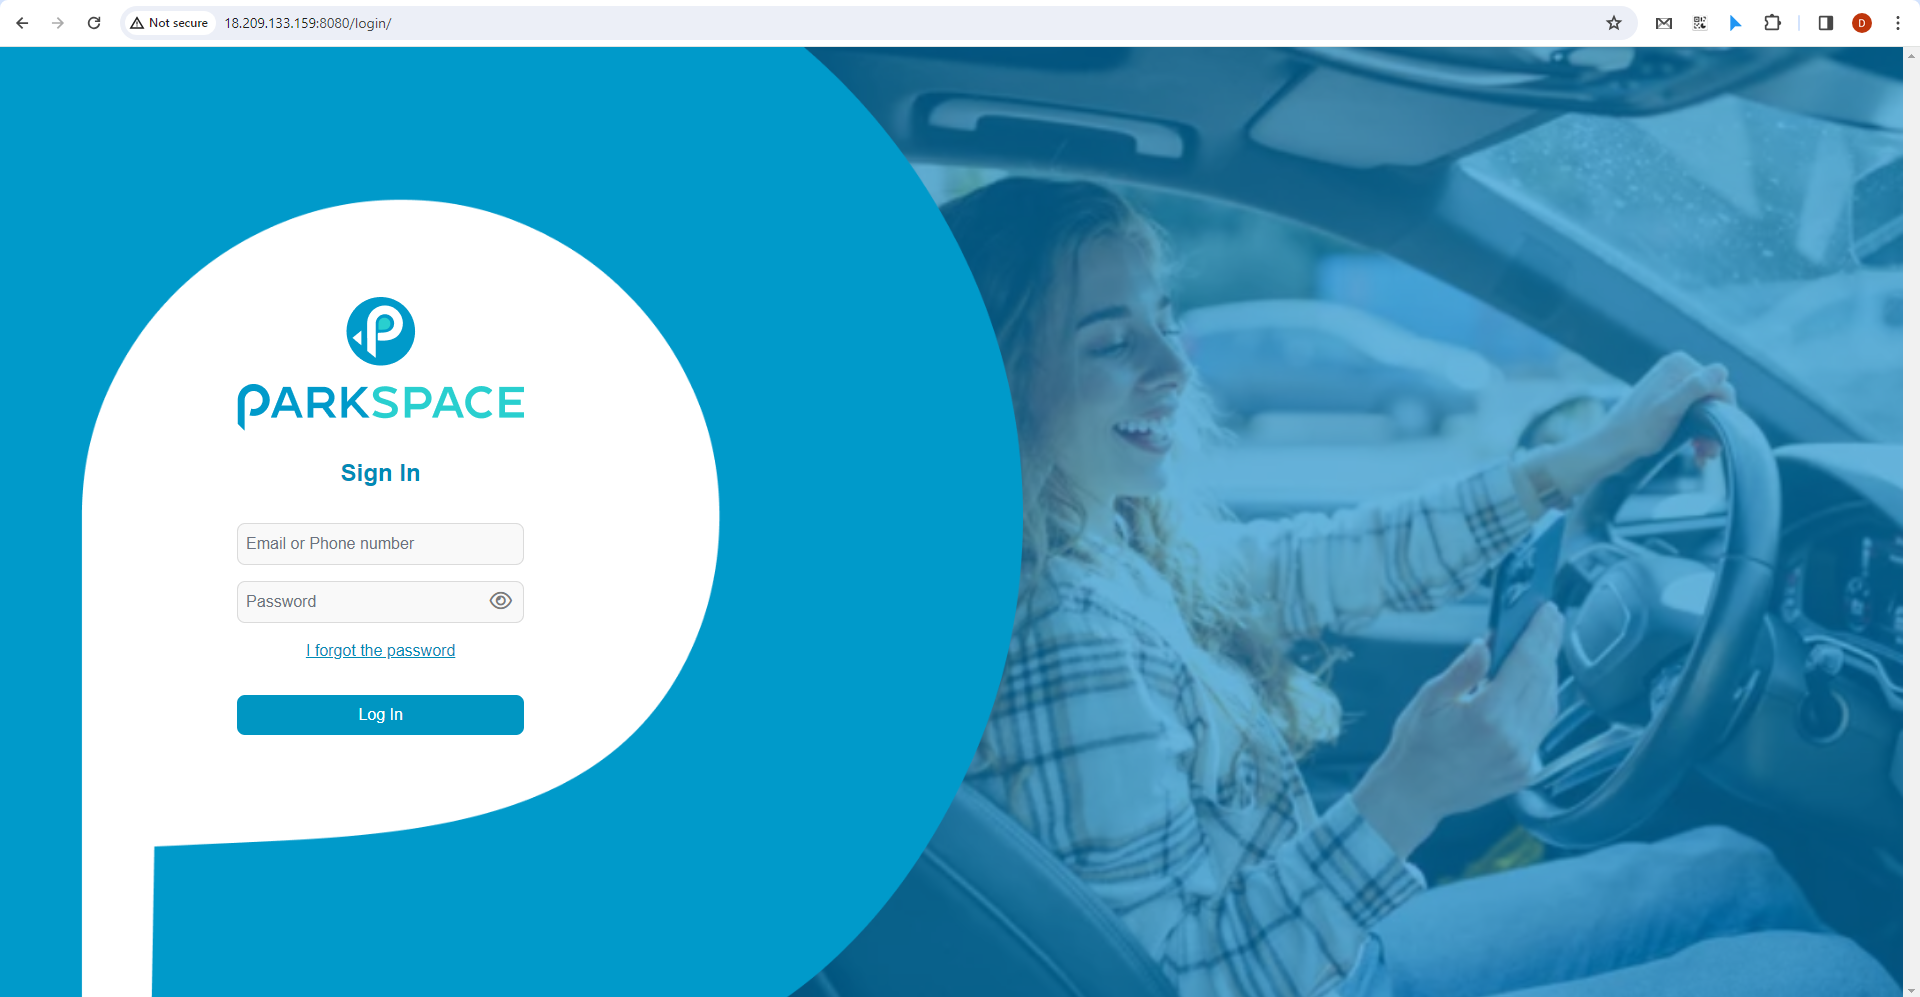 Not secure
18.209.133.159:8080/login/
D
PARKSPACE
Sign In
Email or Phone number
Password
I forgot the password
Log In